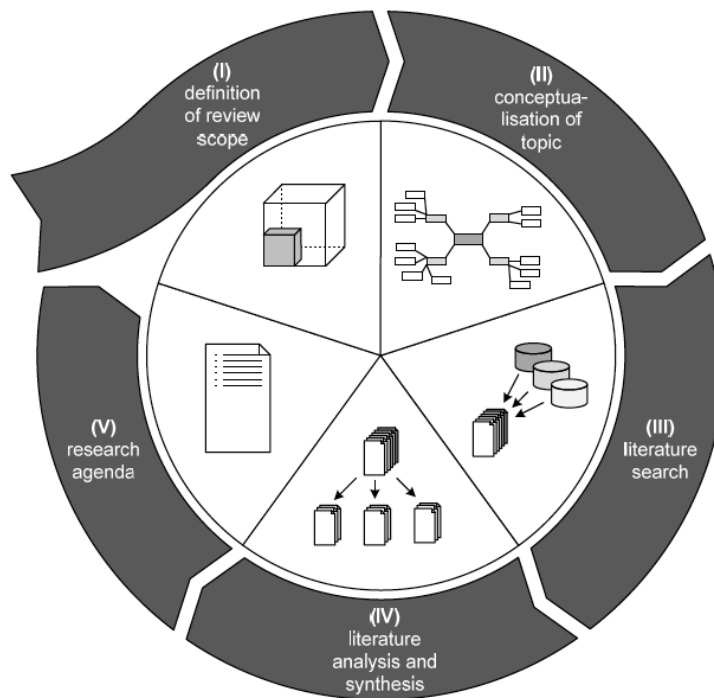 (I)
definition
of review
scope
(II)
conceptua-
lisation of
topic
(III)
literature
search
(IV)
literature
analysis and
synthesis
(V)
research
agenda